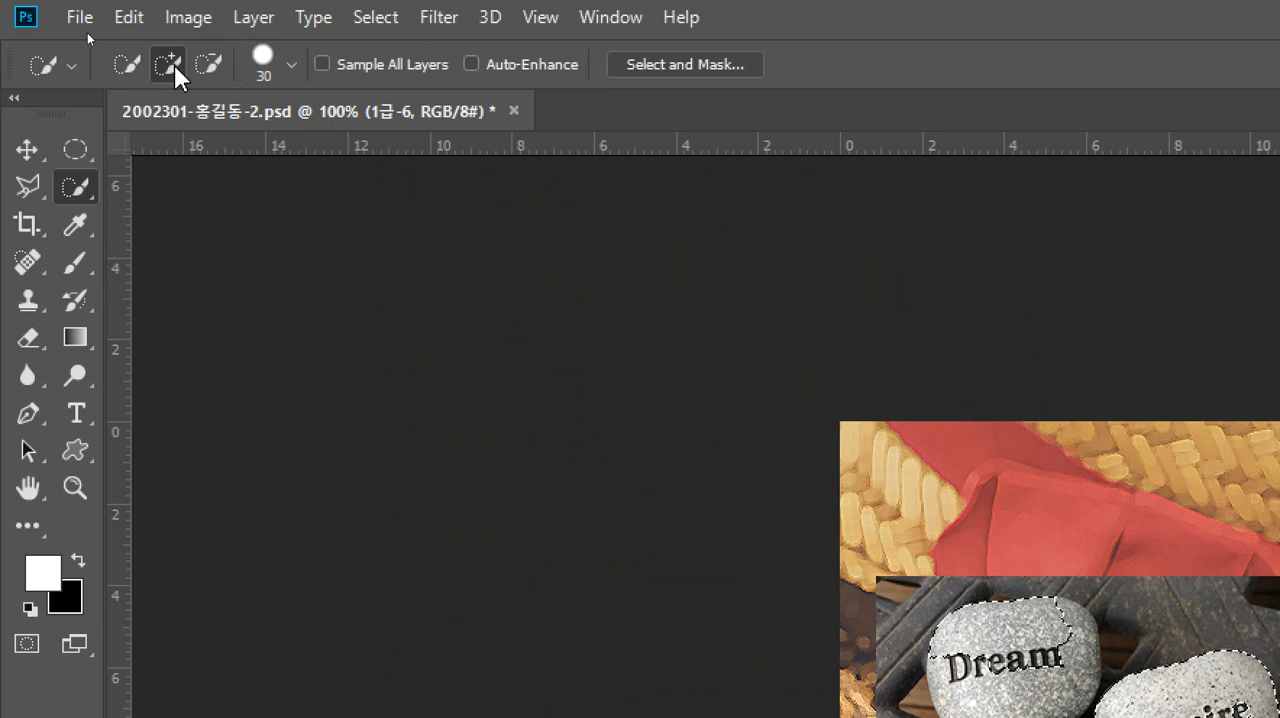 Ps File Edit Image Layer Type Select Filter 3D View Window Help
30 Sample All Layers Auto-Enhance Select and Mask...
2002301-홍길동-2.psd @ 100% (1급-6, RGB/8#) * ×
16 14 12 10 8 6 4 2 0 2 4 6 8 10
6
4
2
0
2
4
6
T
Dream